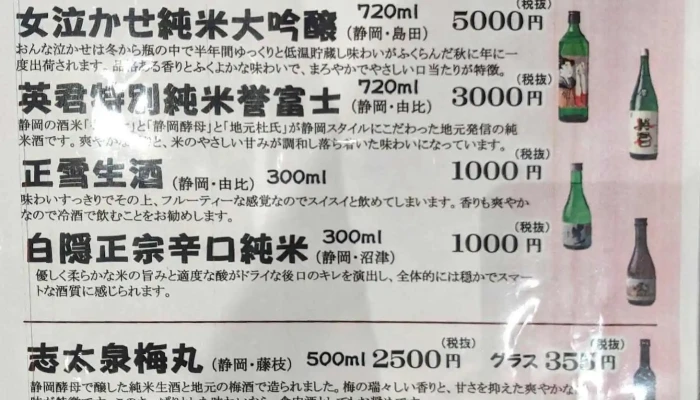 女泣かせ純米大吟醸 (静岡・島田) 720ml 5000円 (税抜)
おんな泣かせは冬から瓶の中で半年間ゆっくりと低温貯蔵し味わいがふくらんだ秋に年に一
度出荷されます。品格ある香りとふくよかな味わいで、まろやかでやさしい口当たりが特徴。
英君特別純米誉富士 (静岡・由比) 720ml 3000円 (税抜)
静岡の酒米「と「静岡酵母」と「地元杜氏」が静岡スタイルにこだわった地元発信の純
米酒です。爽やかと、米のやさしい甘みが調和し落ち着いた味わいになっています。
正雪生酒 (静岡・由比) 300ml 1000円 (税抜)
味わいすっきりでその上、フルーティーな感覚なのでスイスイと飲めてしまいます。香りも爽やか
なので冷酒で飲むことをお勧めします。
白隠正宗辛口純米 (静岡・沼津) 300ml 1000円 (税抜)
優しく柔らかな米の旨みと適度な酸がドライな後口のキレを演出し、全体的には穏かでスマー
トな酒質に感じられます。
志太泉梅丸 (静岡・藤枝) 500ml 2500円 (税抜) グラス 355円 (税抜)
静岡酵母で醸した純米生酒と地元の梅酒で造られました。梅の瑞々しい香りと、甘さを抑えた爽やかな